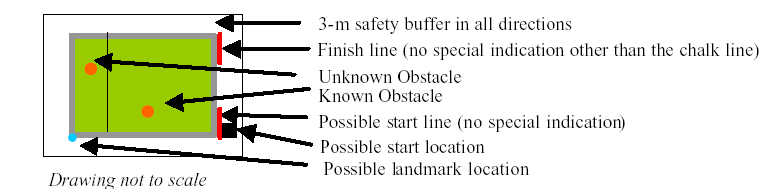 3-m safety buffer in all directions
Finish line (no special indication other than the chalk line)
Unknown Obstacle
Known Obstacle
Possible start line (no special indication)
Possible start location
Possible landmark location
Drawing not to scale